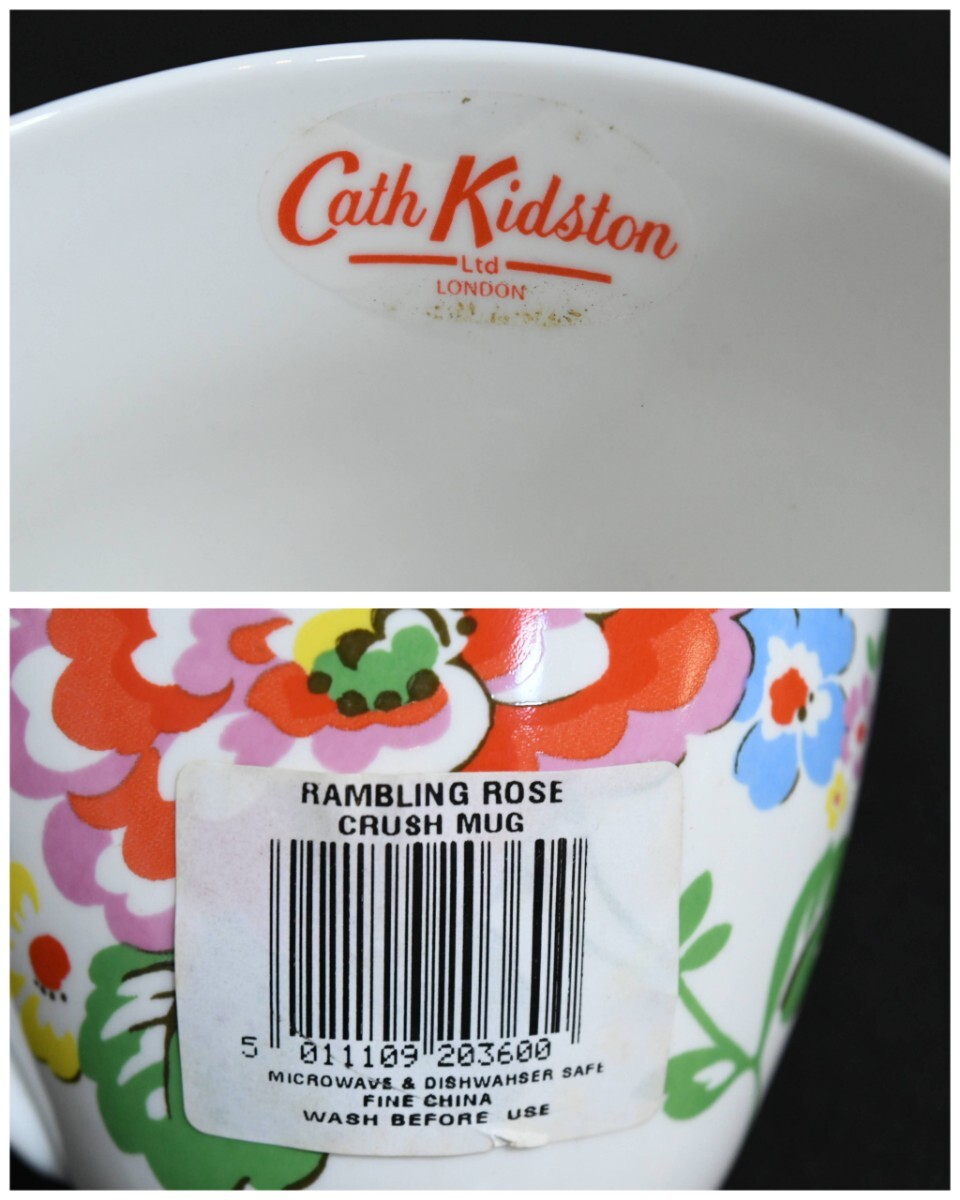 Cath Kidston
Ltd
LONDON
RAMBLING ROSE
CRUSH MUG
5 011109 203600
MICROWAVE & DISHWAHSER SAFE
FINE CHINA
WASH BEFORE USE